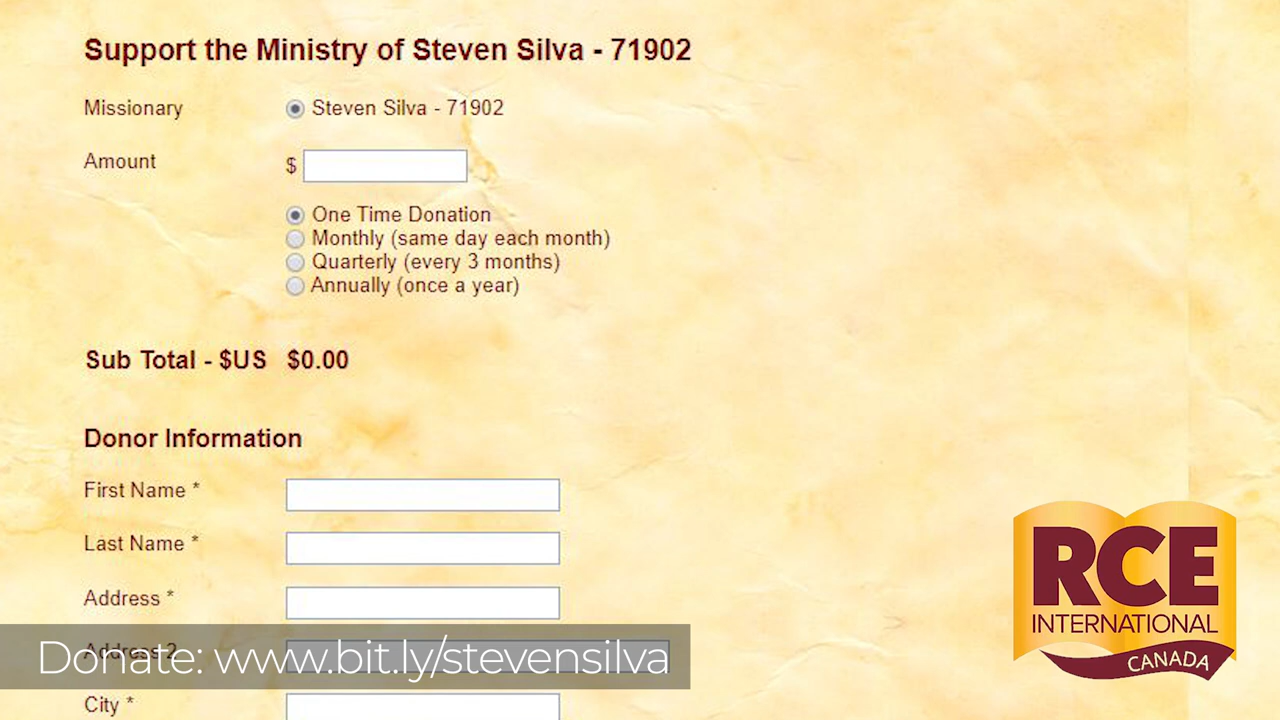 Support the Ministry of Steven Silva - 71902
Missionary
Steven Silva - 71902
Amount
$
One Time Donation
Monthly (same day each month)
Quarterly (every 3 months)
Annually (once a year)
Sub Total - $US $0.00
Donor Information
First Name *
Last Name *
Address *
Address 2
Donate: www.bit.ly/stevensilva
City *
RCE
INTERNATIONAL
CANADA